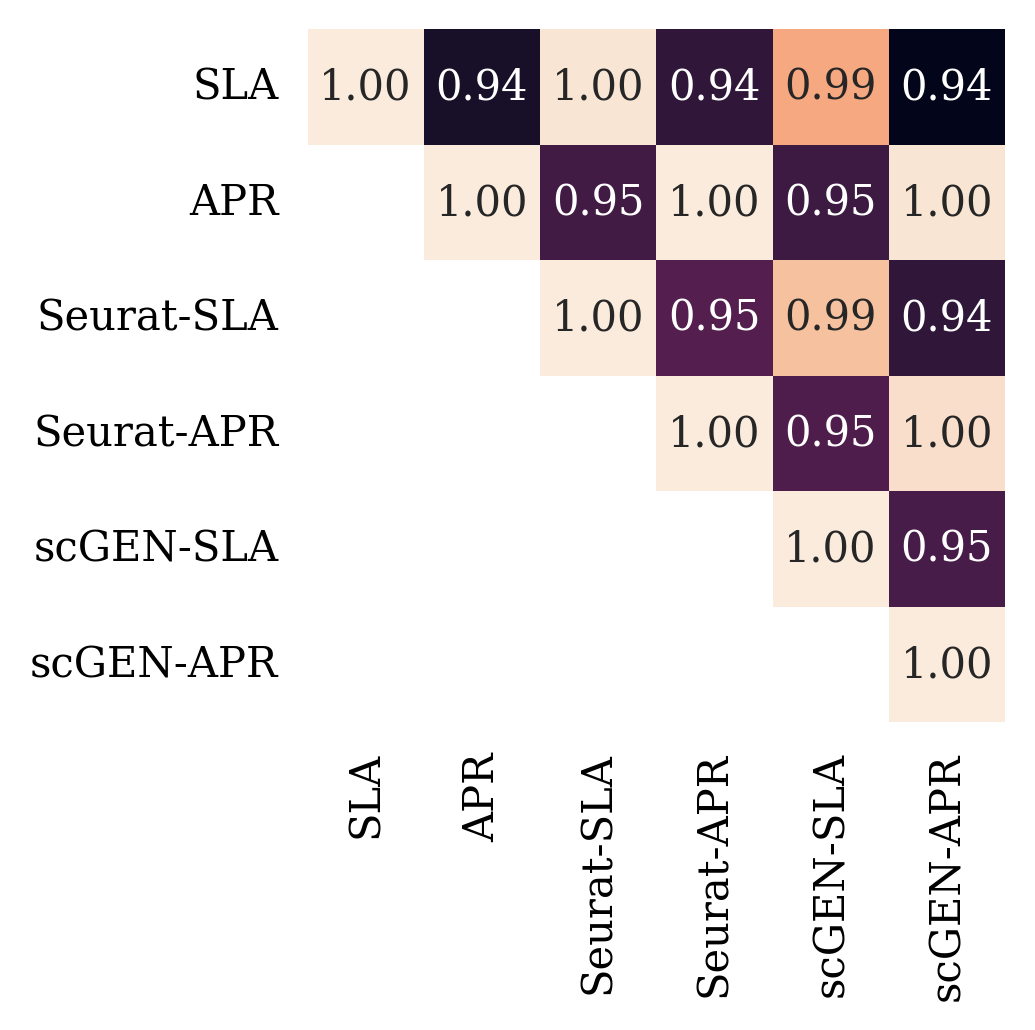 SLA 1.00 0.94 1.00 0.94 0.99 0.94
APR 1.00 0.95 1.00 0.95 1.00
Seurat-SLA 1.00 0.95 0.99 0.94
Seurat-APR 1.00 0.95 1.00
scGEN-SLA 1.00 0.95
scGEN-APR 1.00
SLA
APR
Seurat-SLA
Seurat-APR
scGEN-SLA
scGEN-APR